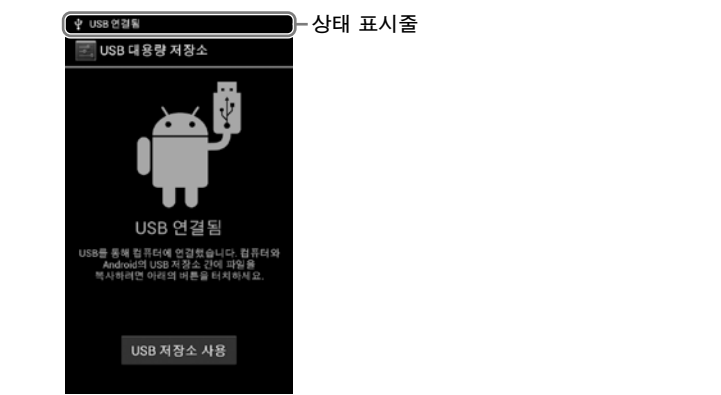 USB 연결됨
상태 표시줄
USB 대용량 저장소
USB 연결됨
USB를 통해 컴퓨터에 연결했습니다. 컴퓨터와
Android의 USB 저장소 간에 파일을
복사하려면 아래의 버튼을 터치하세요.
USB 저장소 사용